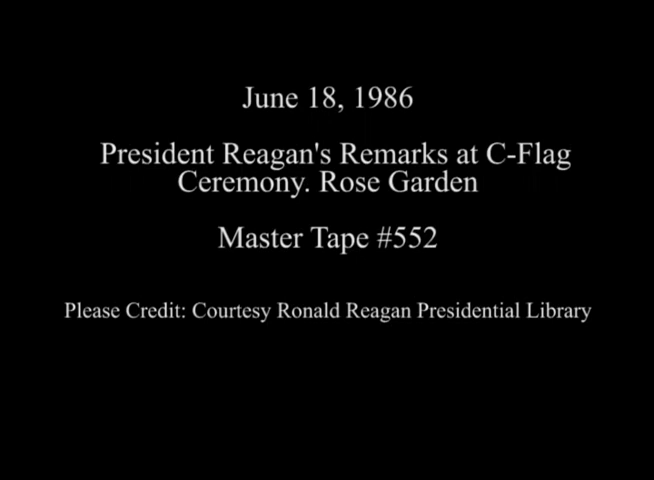 June 18, 1986
President Reagan's Remarks at C-Flag
Ceremony. Rose Garden
Master Tape #552
Please Credit: Courtesy Ronald Reagan Presidential Library